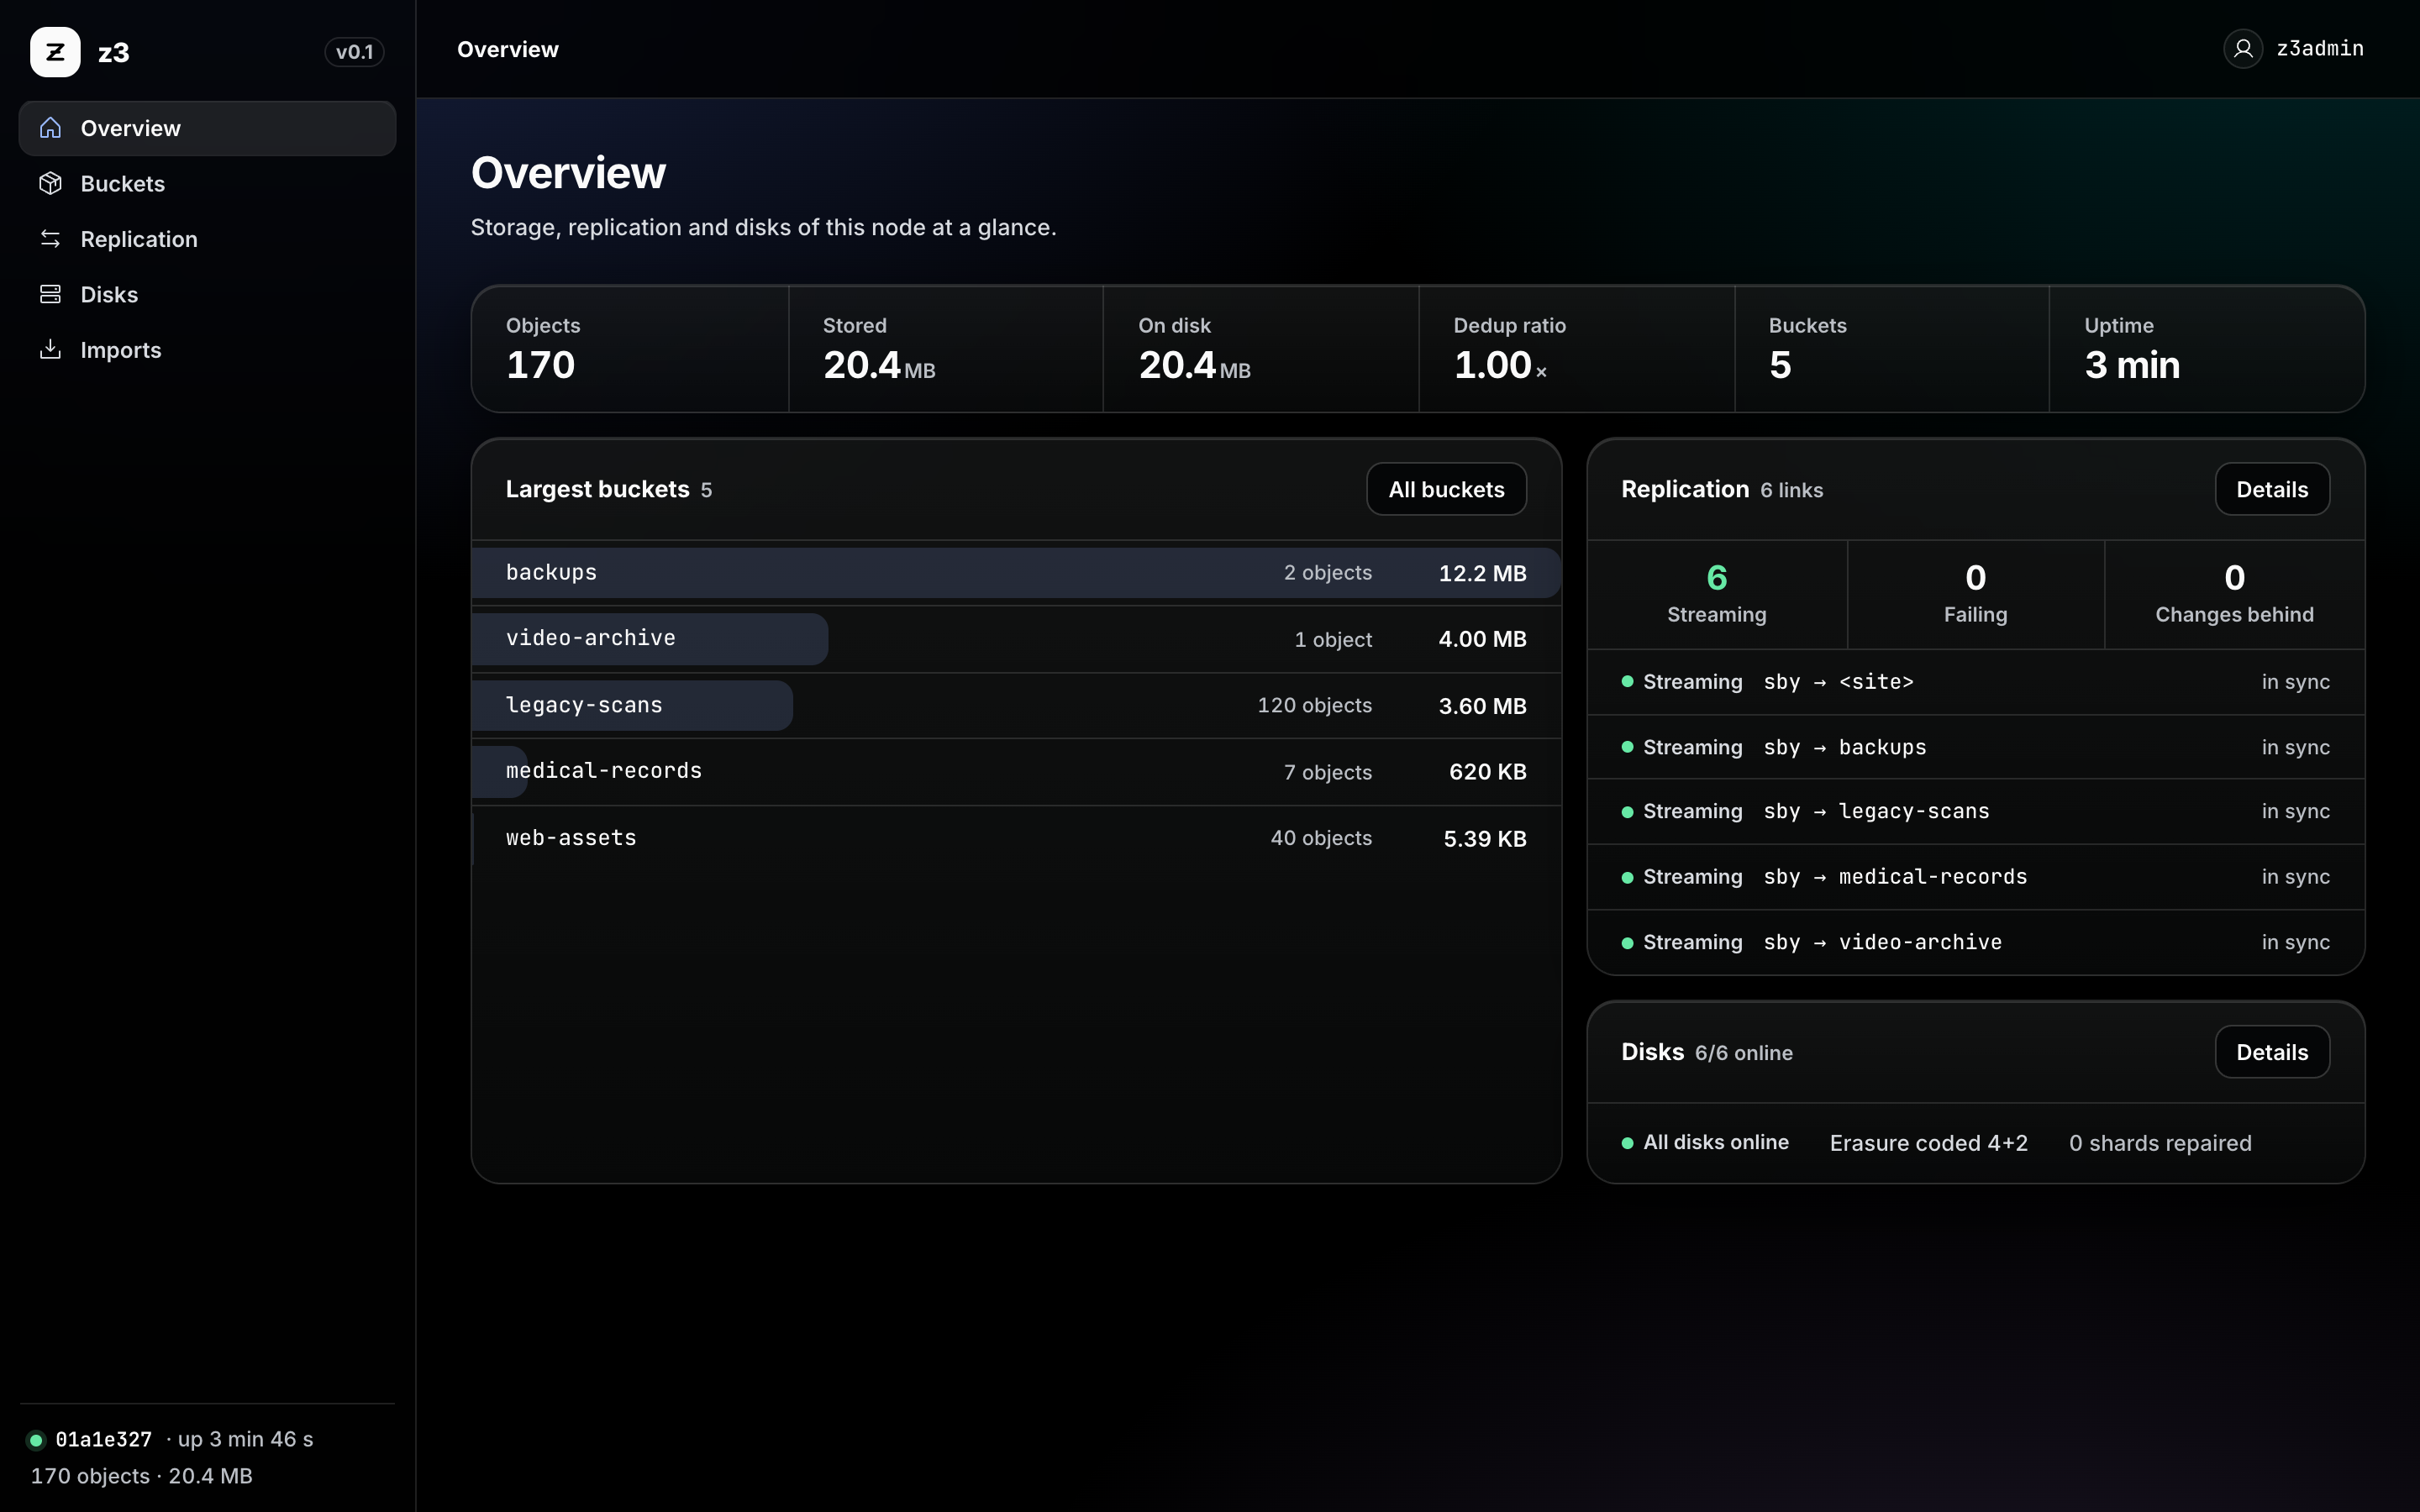 z3 v0.1
Overview
Buckets
Replication
Disks
Imports
01a1e327 · up 3 min 46 s
170 objects · 20.4 MB
Overview
z3admin
Overview
Storage, replication and disks of this node at a glance.
Objects
170
Stored
20.4 MB
On disk
20.4 MB
Dedup ratio
1.00 ×
Buckets
5
Uptime
3 min
Largest buckets 5
All buckets
backups 2 objects 12.2 MB
video-archive 1 object 4.00 MB
legacy-scans 120 objects 3.60 MB
medical-records 7 objects 620 KB
web-assets 40 objects 5.39 KB
Replication 6 links
Details
6
Streaming
0
Failing
0
Changes behind
Streaming sby → <site> in sync
Streaming sby → backups in sync
Streaming sby → legacy-scans in sync
Streaming sby → medical-records in sync
Streaming sby → video-archive in sync
Disks 6/6 online
Details
All disks online Erasure coded 4+2 0 shards repaired